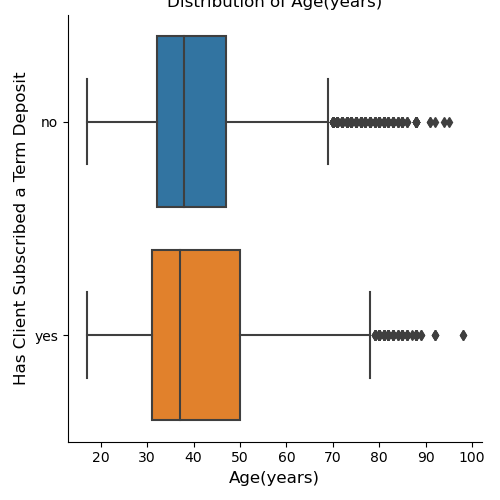 Distribution of Age(years)
Has Client Subscribed a Term Deposit
no
yes
20 30 40 50 60 70 80 90 100
Age(years)